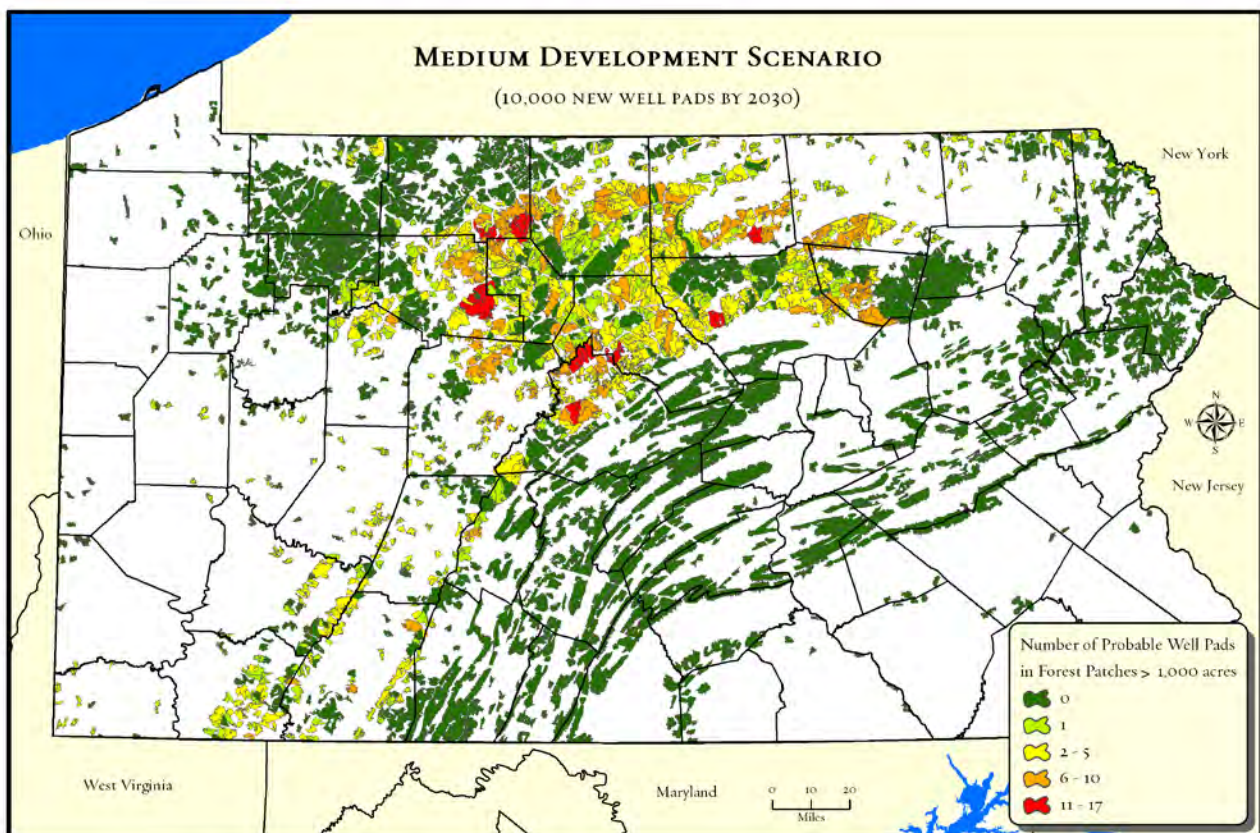 Medium Development Scenario
(10,000 new well pads by 2030)
New York
Ohio
N
W E
S
New Jersey
Number of Probable Well Pads
in Forest Patches > 1,000 acres
0
1
2 - 5
6 - 10
11 - 17
West Virginia
Maryland
0 10 20
Miles